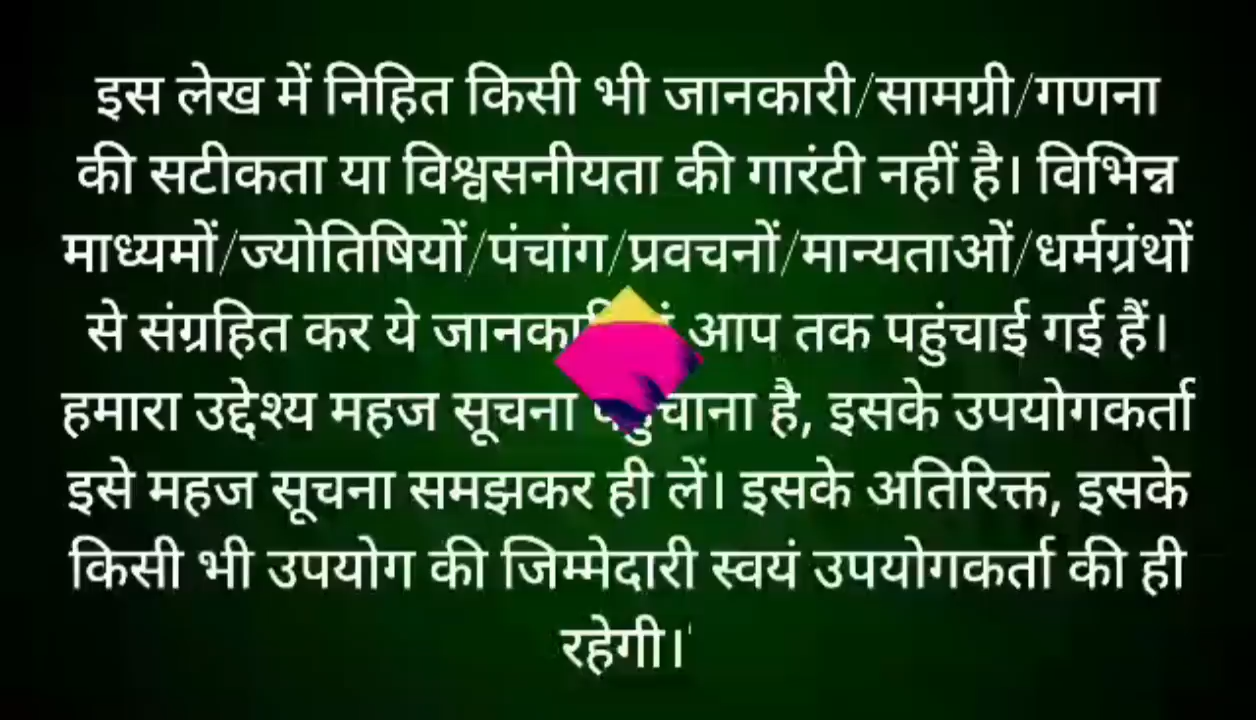 इस लेख में निहित किसी भी जानकारी/सामग्री/गणना
की सटीकता या विश्वसनीयता की गारंटी नहीं है। विभिन्न
माध्यमों/ज्योतिषियों/पंचांग/प्रवचनों/मान्यताओं/धर्मग्रंथों
से संग्रहित कर ये आप तक पहुंचाई गई हैं।
हमारा उद्देश्य महज सूचना है, इसके उपयोगकर्ता
इसे महज सूचना समझकर ही लें। इसके अतिरिक्त, इसके
किसी भी उपयोग की जिम्मेदारी स्वयं उपयोगकर्ता की ही
रहेगी।'